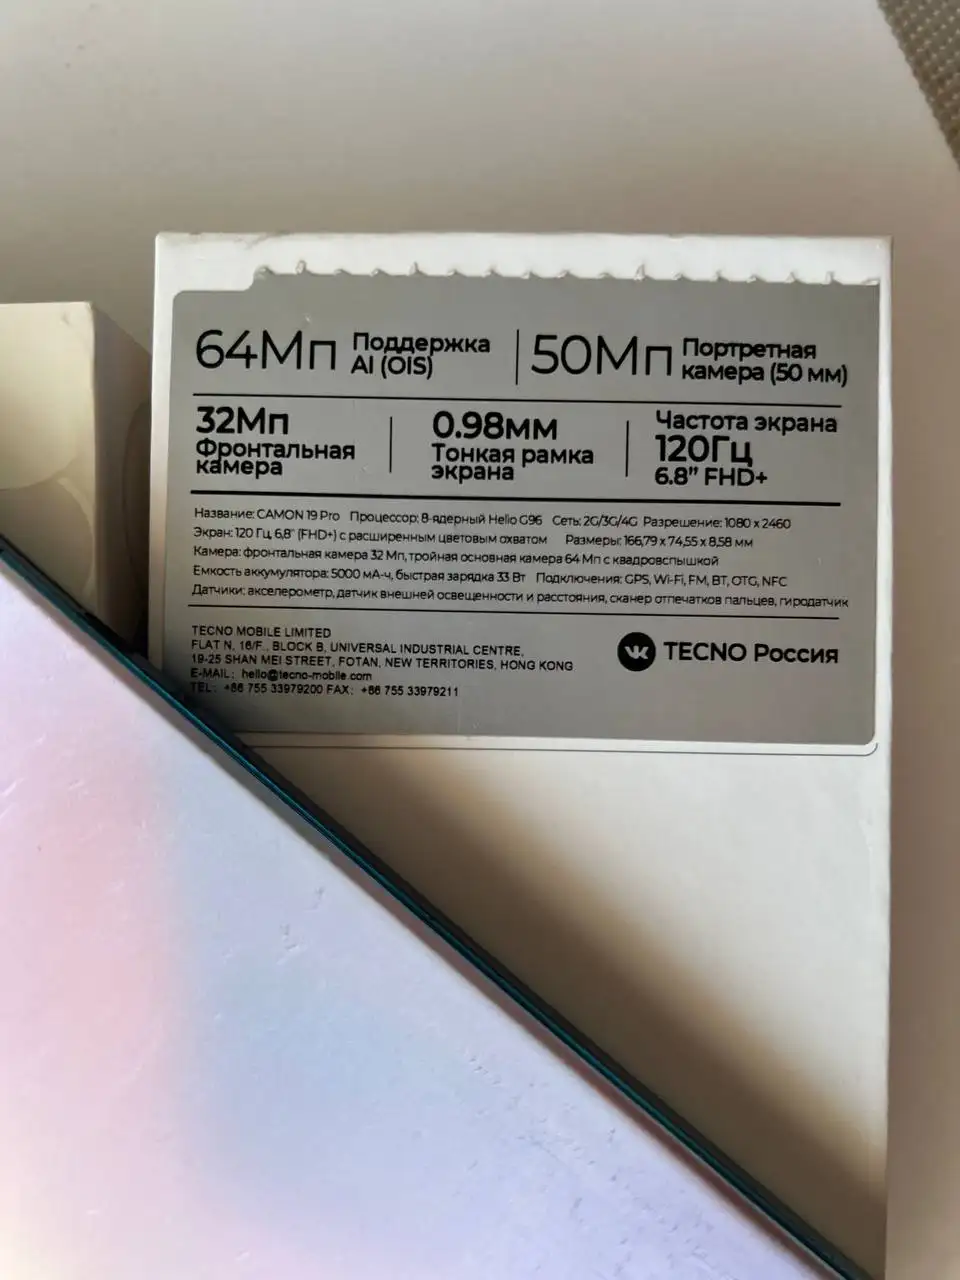 64Мп Поддержка AI (OIS)
50Мп Портретная камера (50 мм)
32Мп
Фронтальная
камера
0.98мм
Тонкая рамка
экрана
Частота экрана
120Гц
6.8” FHD+
Название: CAMON 19 Pro Процессор: 8-ядерный Helio G96 Сеть: 2G/3G/4G Разрешение: 1080 x 2460
Экран: 120 Гц, 6,8" (FHD+) с расширенным цветовым охватом Размеры: 166,79 x 74,55 x 8,58 мм
Камера: фронтальная камера 32 Мп, тройная основная камера 64 Мп с квадровспышкой
Емкость аккумулятора: 5000 мА·ч, быстрая зарядка 33 Вт Подключения: GPS, Wi-Fi, FM, BT, OTG, NFC
Датчики: акселерометр, датчик внешней освещенности и расстояния, сканер отпечатков пальцев, гиродатчик
TECNO MOBILE LIMITED
FLAT N, 16/F., BLOCK B, UNIVERSAL INDUSTRIAL CENTRE,
19-25 SHAN MEI STREET, FOTAN, NEW TERRITORIES, HONG KONG
E-MAIL: hello@tecno-mobile.com
TEL: +86 755 33979200 FAX: +86 755 33979211
VK TECNO Россия